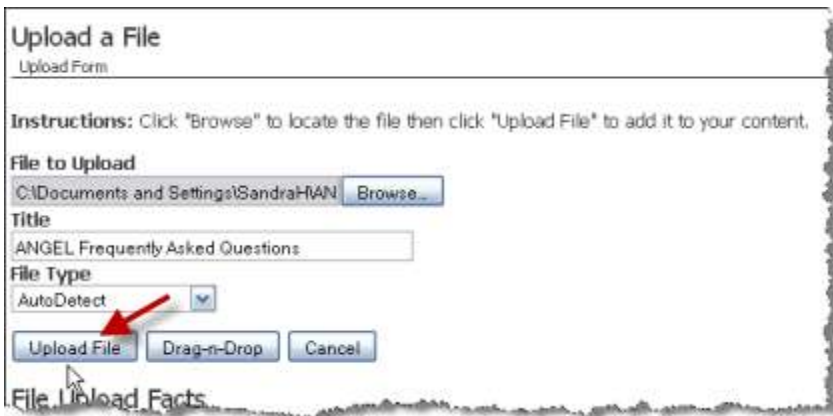 Upload a File
Upload Form
Instructions: Click "Browse" to locate the file then click "Upload File" to add it to your content.
File to Upload
C:\Documents and Settings\SandraH\AN Browse...
Title
ANGEL Frequently Asked Questions
File Type
AutoDetect
Upload File Drag-n-Drop Cancel
File Upload Facts